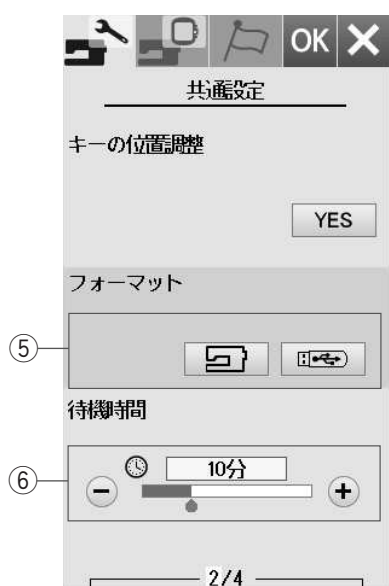 OK
共通設定
キーの位置調整
YES
フォーマット
⑤
待機時間
10分
⑥
2/4